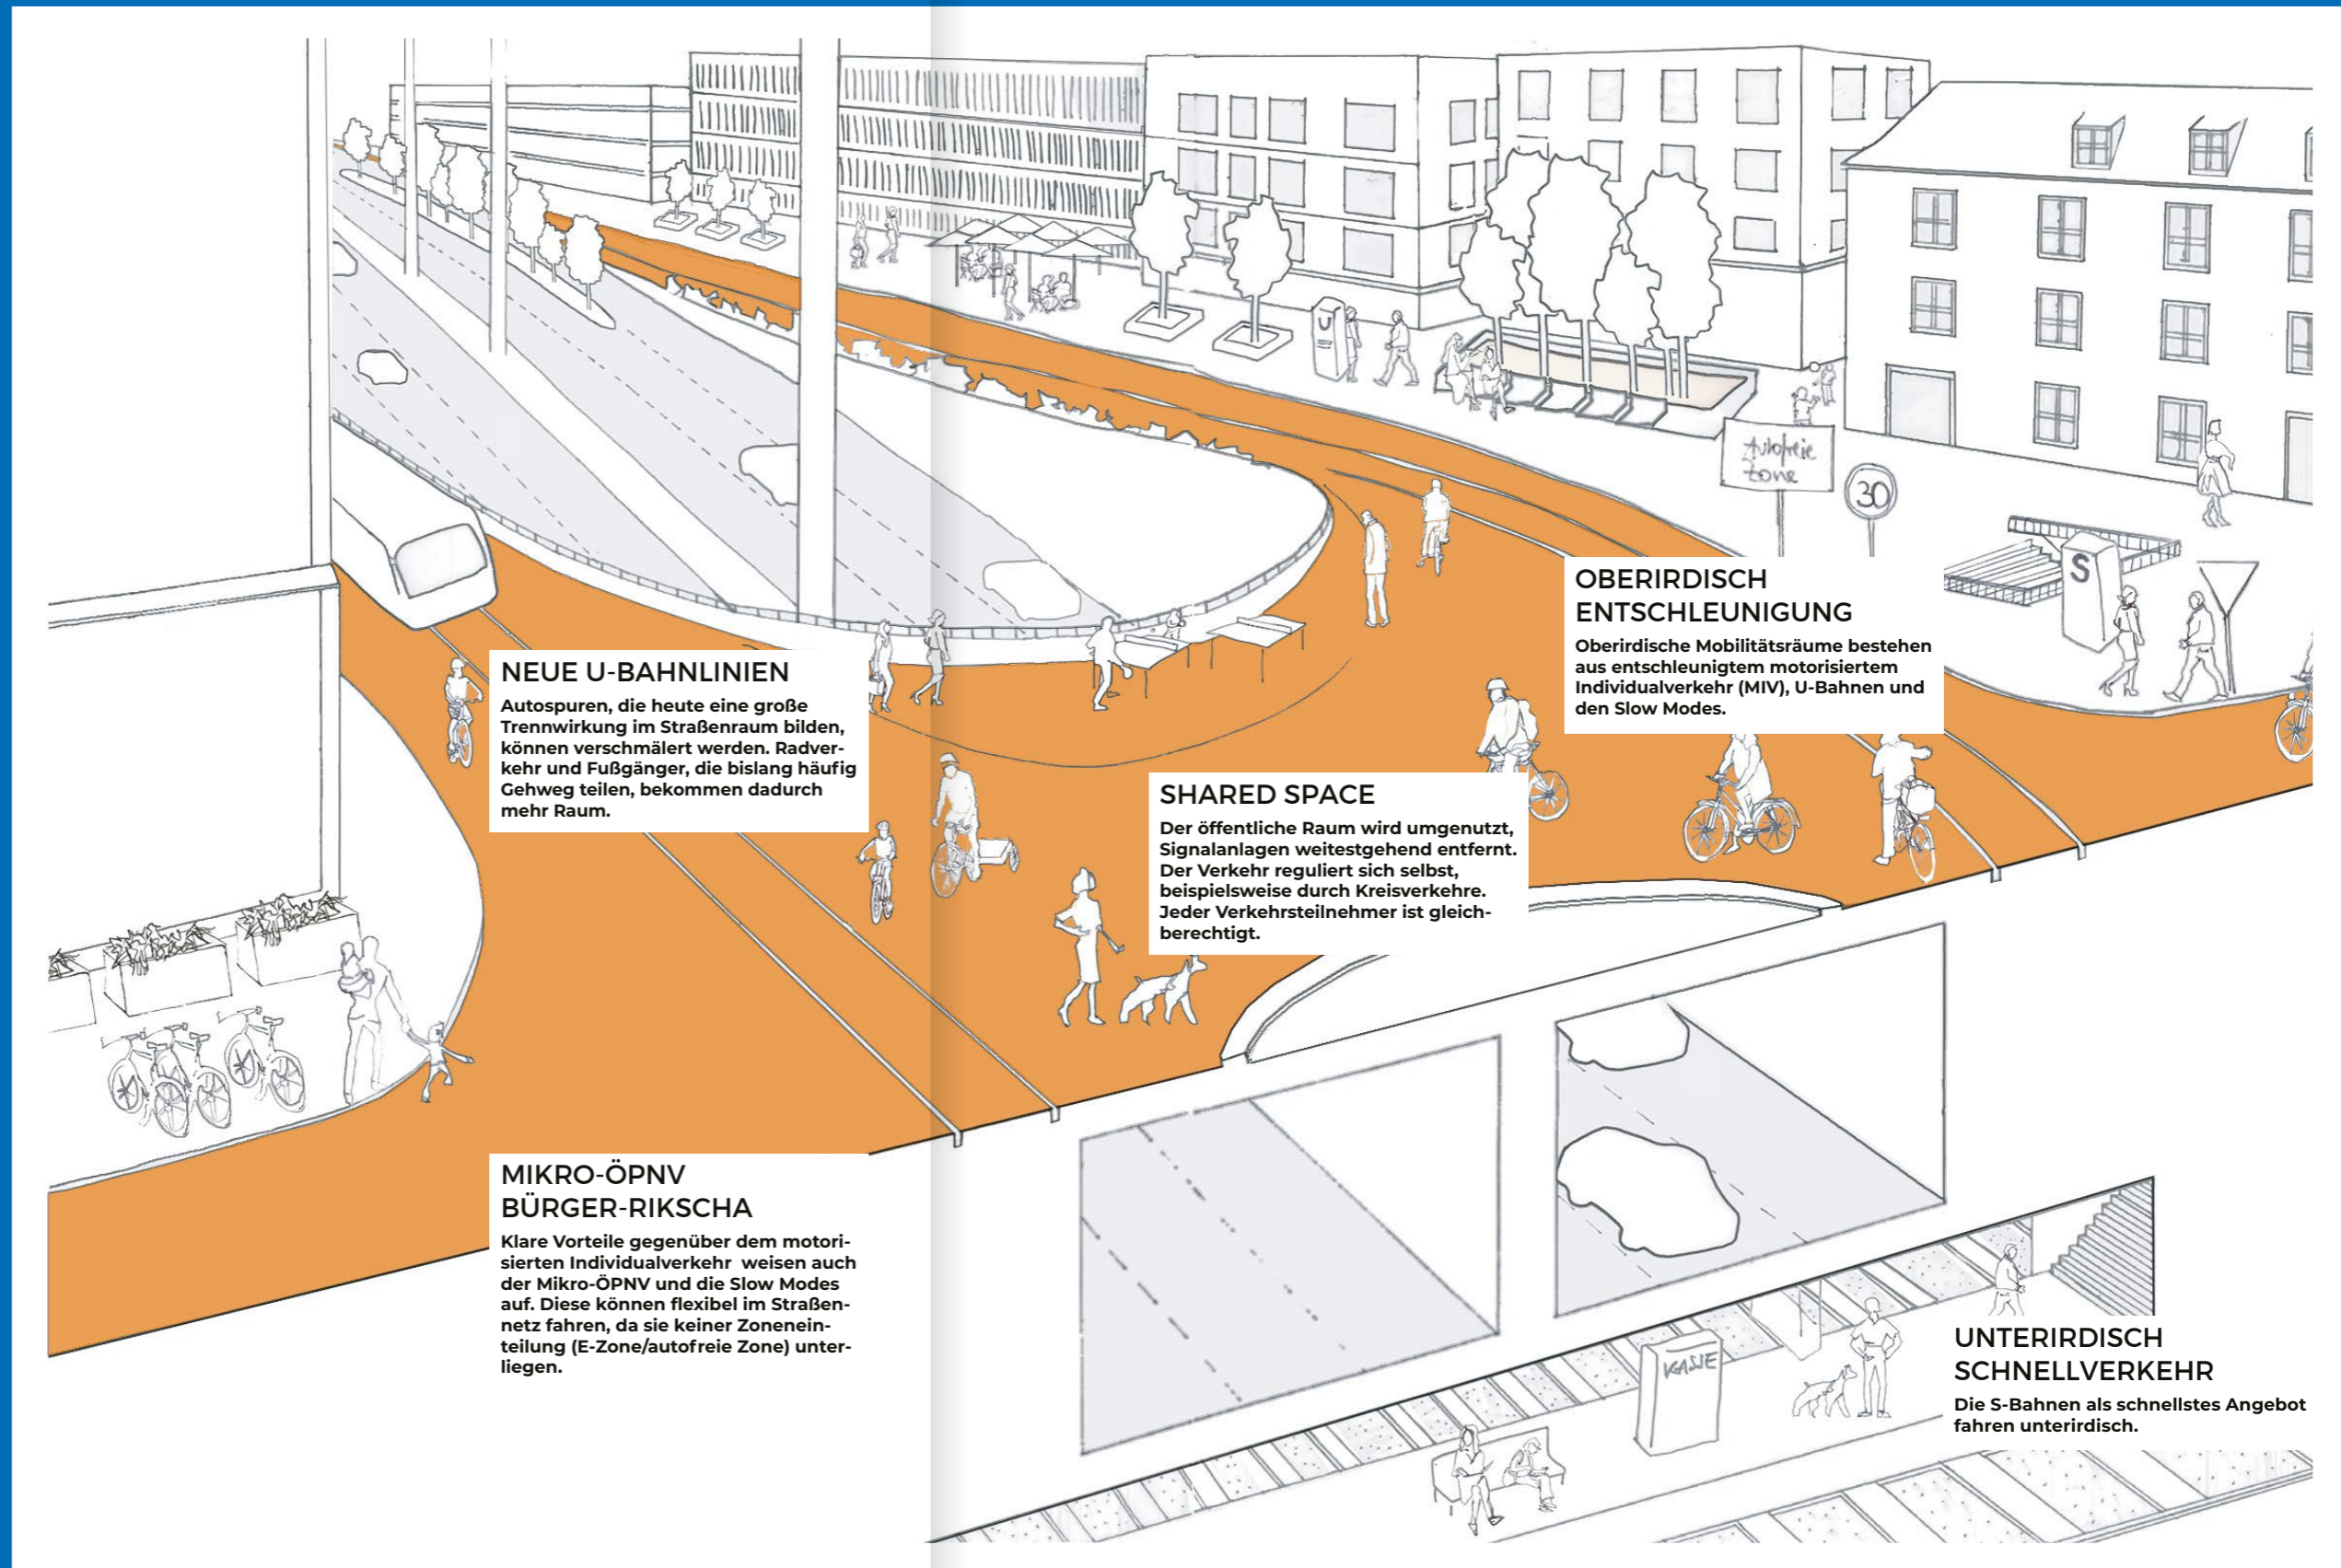 Autofreie
Zone
30
S
OBERIRDISCH
ENTSCHLEUNIGUNG
Oberirdische Mobilitätsräume bestehen
aus entschleunigtem motorisiertem
Individualverkehr (MIV), U-Bahnen und
den Slow Modes.
NEUE U-BAHNLINIEN
Autospuren, die heute eine große
Trennwirkung im Straßenraum bilden,
können verschmälert werden. Radver-
kehr und Fußgänger, die bislang häufig
Gehweg teilen, bekommen dadurch
mehr Raum.
SHARED SPACE
Der öffentliche Raum wird umgenutzt,
Signalanlagen weitestgehend entfernt.
Der Verkehr reguliert sich selbst,
beispielsweise durch Kreisverkehre.
Jeder Verkehrsteilnehmer ist gleich-
berechtigt.
MIKRO-ÖPNV
BÜRGER-RIKSCHA
Klare Vorteile gegenüber dem motori-
sierten Individualverkehr weisen auch
der Mikro-ÖPNV und die Slow Modes
auf. Diese können flexibel im Straßen-
netz fahren, da sie keiner Zonenein-
teilung (E-Zone/autofreie Zone) unter-
liegen.
KASSE
UNTERIRDISCH
SCHNELLVERKEHR
Die S-Bahnen als schnellstes Angebot
fahren unterirdisch.